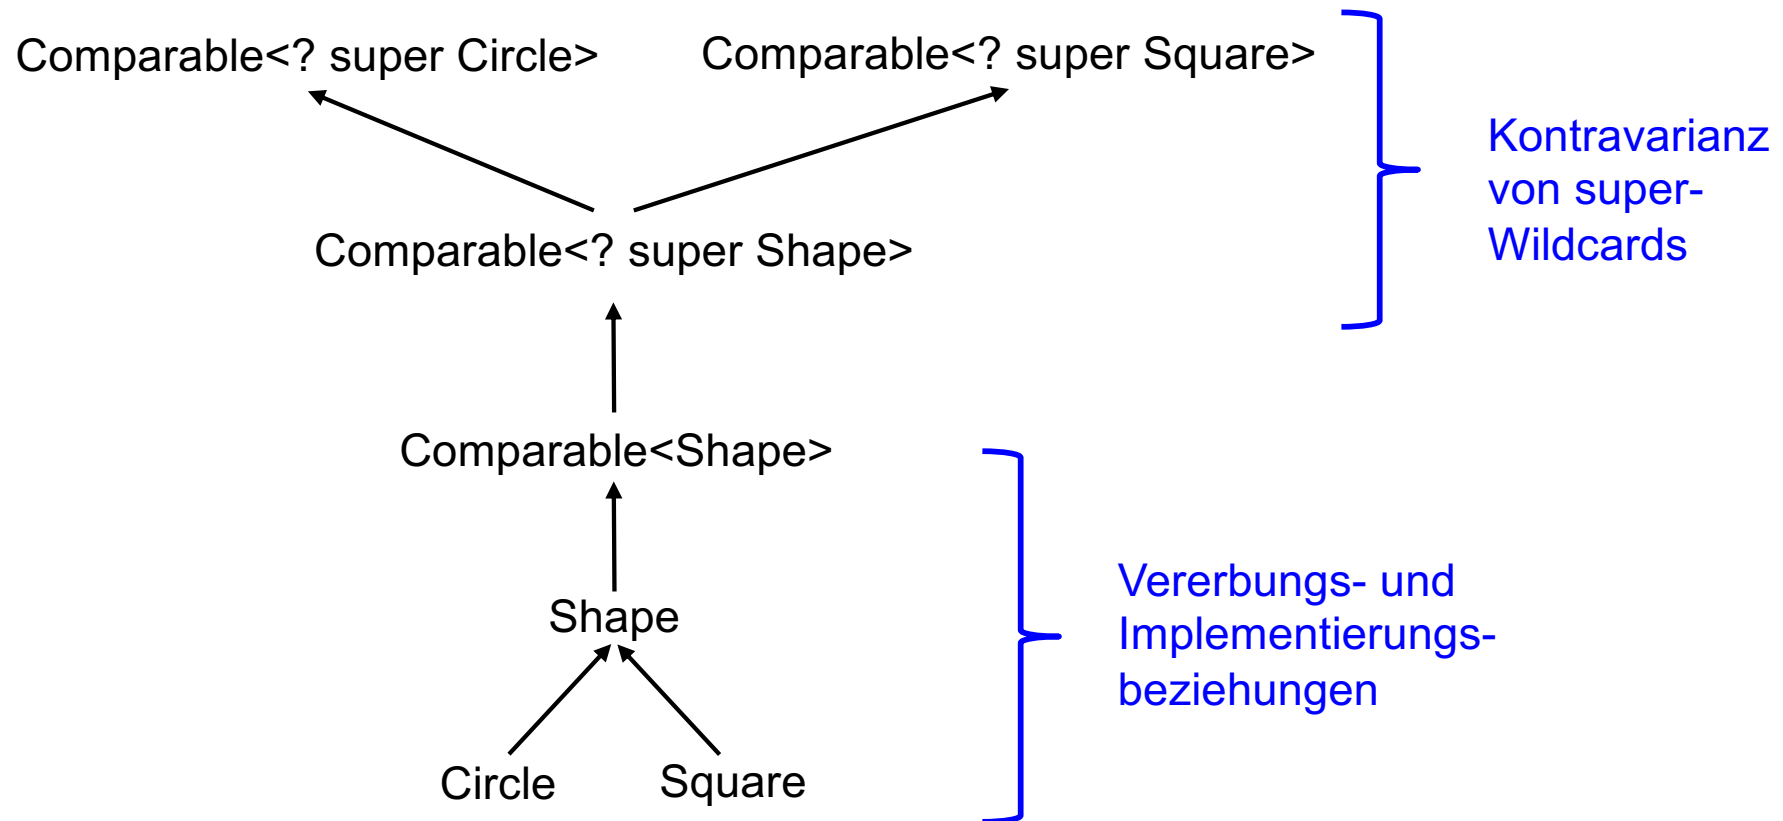 Comparable<? super Circle>
Comparable<? super Square>
Kontravarianz
von super-
Wildcards
Comparable<? super Shape>
Comparable<Shape>
Shape
Vererbungs- und
Implementierungs-
beziehungen
Circle
Square